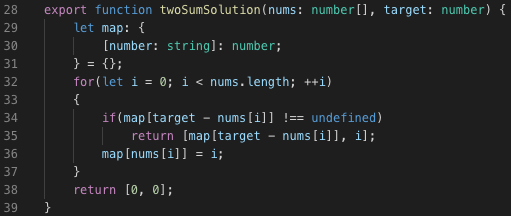 28 export function twoSumSolution(nums: number[], target: number) {
29     let map: {
30         [number: string]: number;
31     } = {};
32     for(let i = 0; i < nums.length; ++i)
33     {
34         if(map[target - nums[i]] !== undefined)
35             return [map[target - nums[i]], i];
36         map[nums[i]] = i;
37     }
38     return [0, 0];
39 }